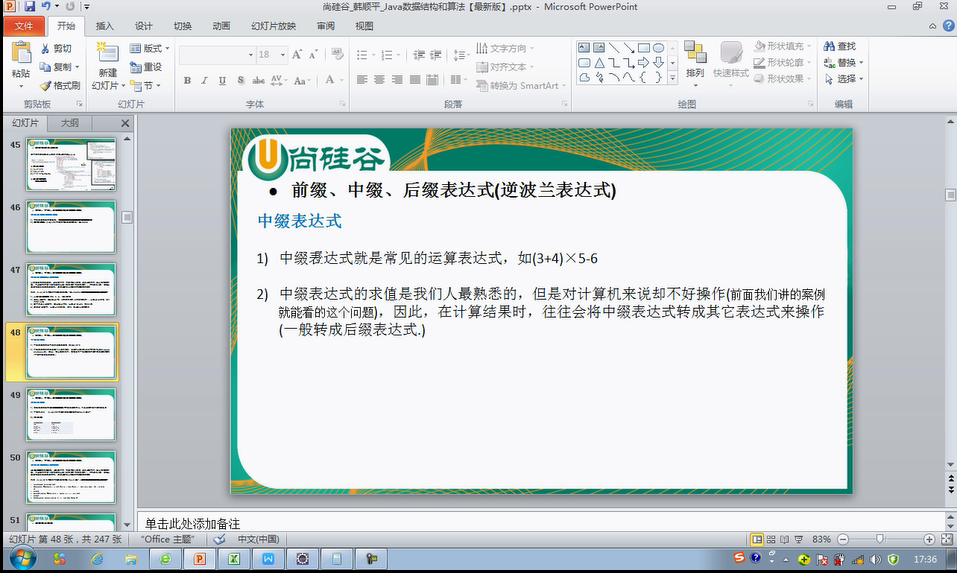 尚硅谷_韩顺平_Java数据结构和算法【最新版】.pptx - Microsoft PowerPoint
文件 开始 插入 设计 切换 动画 幻灯片放映 审阅 视图
剪切 版式 18 文字方向 形状填充 查找
复制 重设 对齐文本 形状轮廓 替换
粘贴 格式刷 新建 幻灯片 节 转换为 SmartArt 排列 快速样式 形状效果 选择
剪贴板 幻灯片 字体 段落 绘图 编辑
幻灯片 大纲
45
46
47
48
49
50
51
尚硅谷
• 前缀、中缀、后缀表达式(逆波兰表达式)
中缀表达式
1) 中缀表达式就是常见的运算表达式，如(3+4)×5-6
2) 中缀表达式的求值是我们人最熟悉的，但是对计算机来说却不好操作(前面我们讲的案例
就能看的这个问题)，因此，在计算结果时，往往会将中缀表达式转成其它表达式来操作
(一般转成后缀表达式.)
单击此处添加备注
幻灯片 第 48 张，共 247 张 "Office 主题" 中文(中国) 83%
17:36